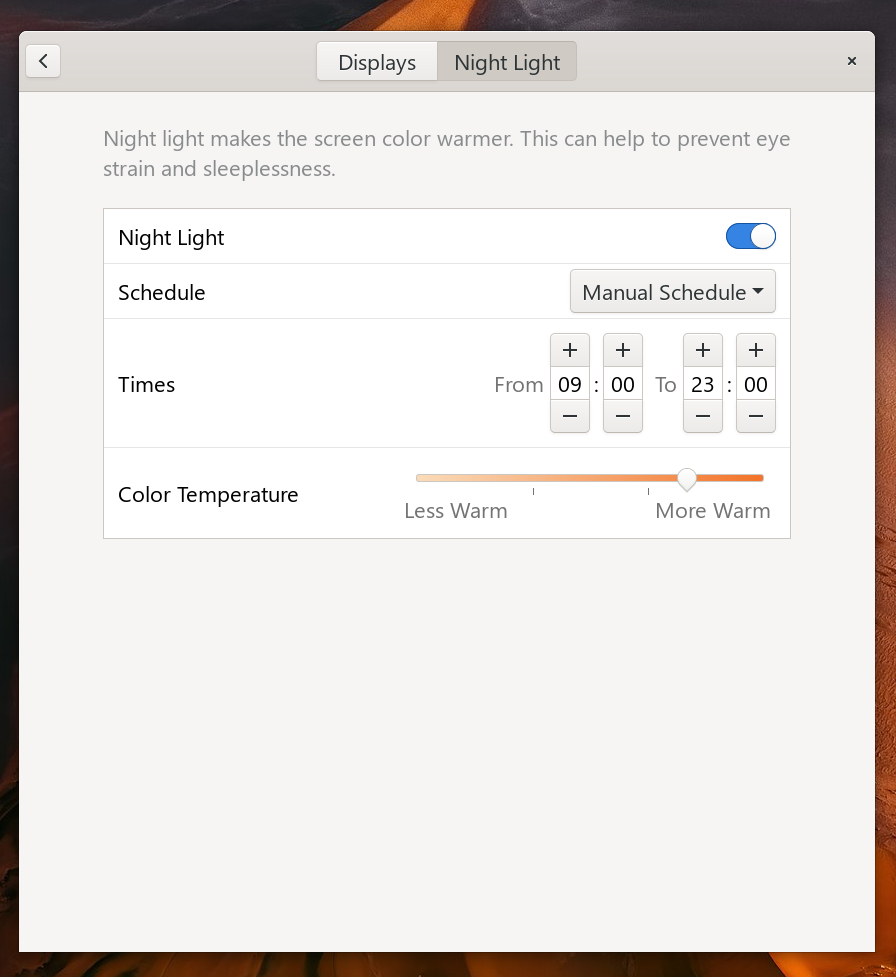 Displays Night Light
Night light makes the screen color warmer. This can help to prevent eye
strain and sleeplessness.
Night Light
Schedule Manual Schedule
Times From 09 : 00 To 23 : 00
Color Temperature
Less Warm More Warm